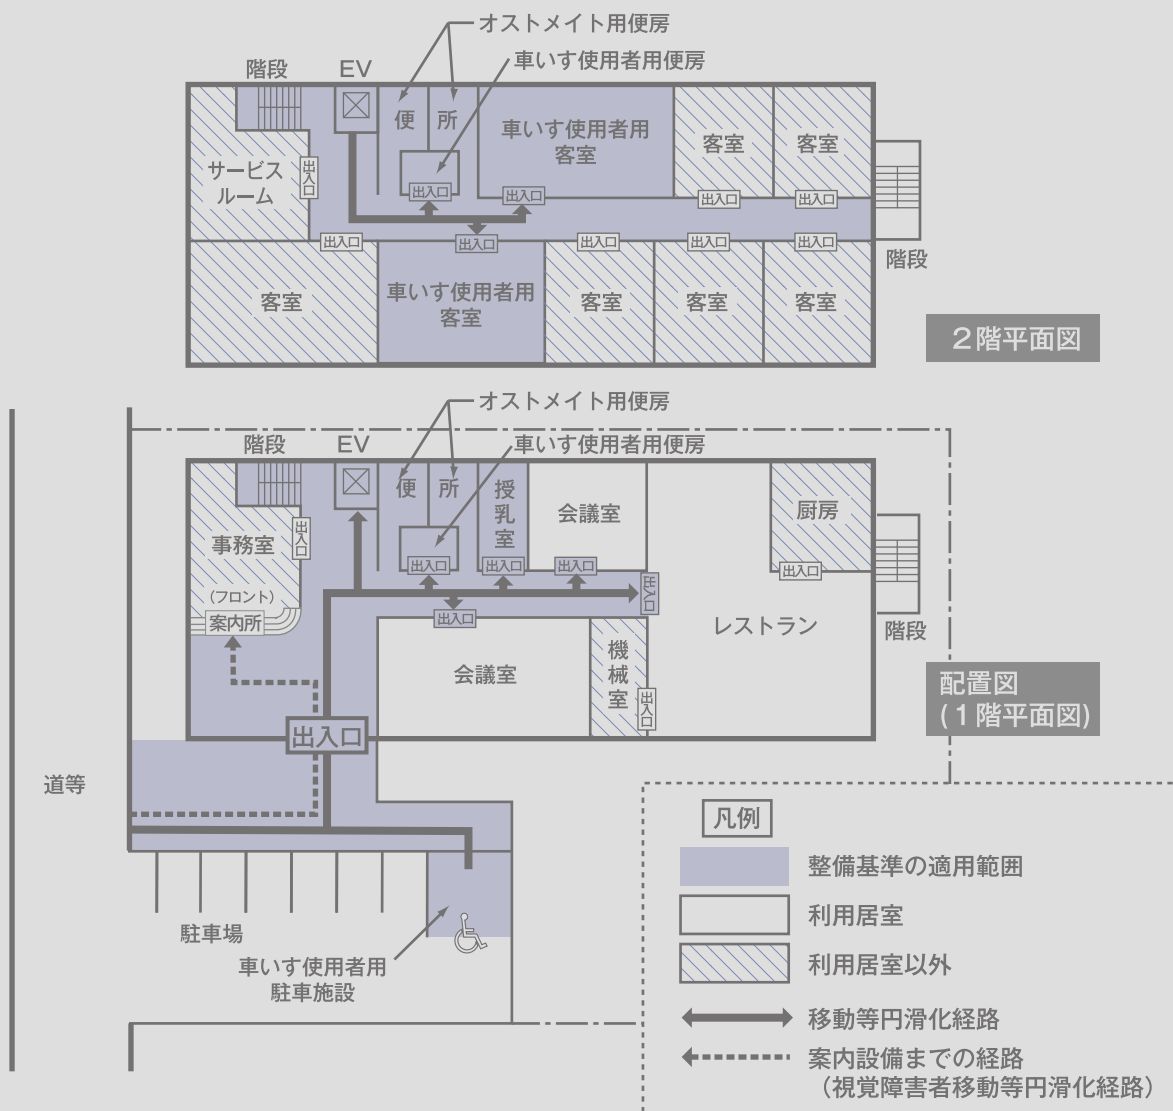 オストメイト用便房
車いす使用者用便房
階段
EV
便
所
車いす使用者用
客室
客室
客室
サービス
ルーム
出入口
出入口
出入口
出入口
出入口
出入口
出入口
出入口
出入口
出入口
階段
客室
車いす使用者用
客室
客室
客室
客室
２階平面図
オストメイト用便房
車いす使用者用便房
階段
EV
便
所
授
乳
室
会議室
厨房
事務室
出入口
出入口
出入口
出入口
出入口
出入口
(フロント)
案内所
出入口
レストラン
階段
会議室
機
械
室
出入口
配置図
(１階平面図)
出入口
道等
駐車場
車いす使用者用
駐車施設
凡例
整備基準の適用範囲
利用居室
利用居室以外
移動等円滑化経路
案内設備までの経路
（視覚障害者移動等円滑化経路）